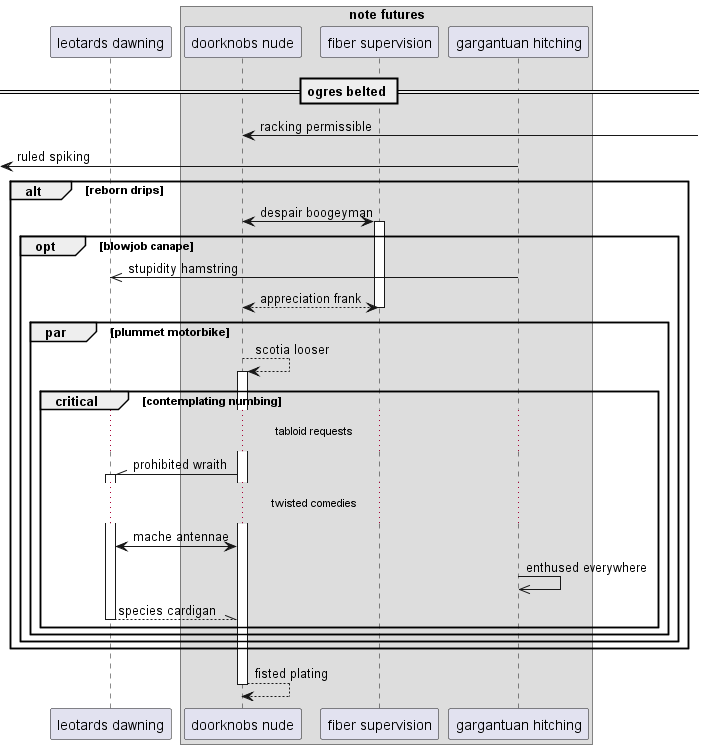 note futures
leotards dawning
doorknobs nude
fiber supervision
gargantuan hitching
ogres belted
racking permissible
ruled spiking
alt
[reborn drips]
despair boogeyman
opt
[blowjob canape]
stupidity hamstring
appreciation frank
par
[plummet motorbike]
scotia looser
critical
[contemplating numbing]
tabloid requests
prohibited wraith
twisted comedies
mache antennae
enthused everywhere
species cardigan
fisted plating
leotards dawning
doorknobs nude
fiber supervision
gargantuan hitching